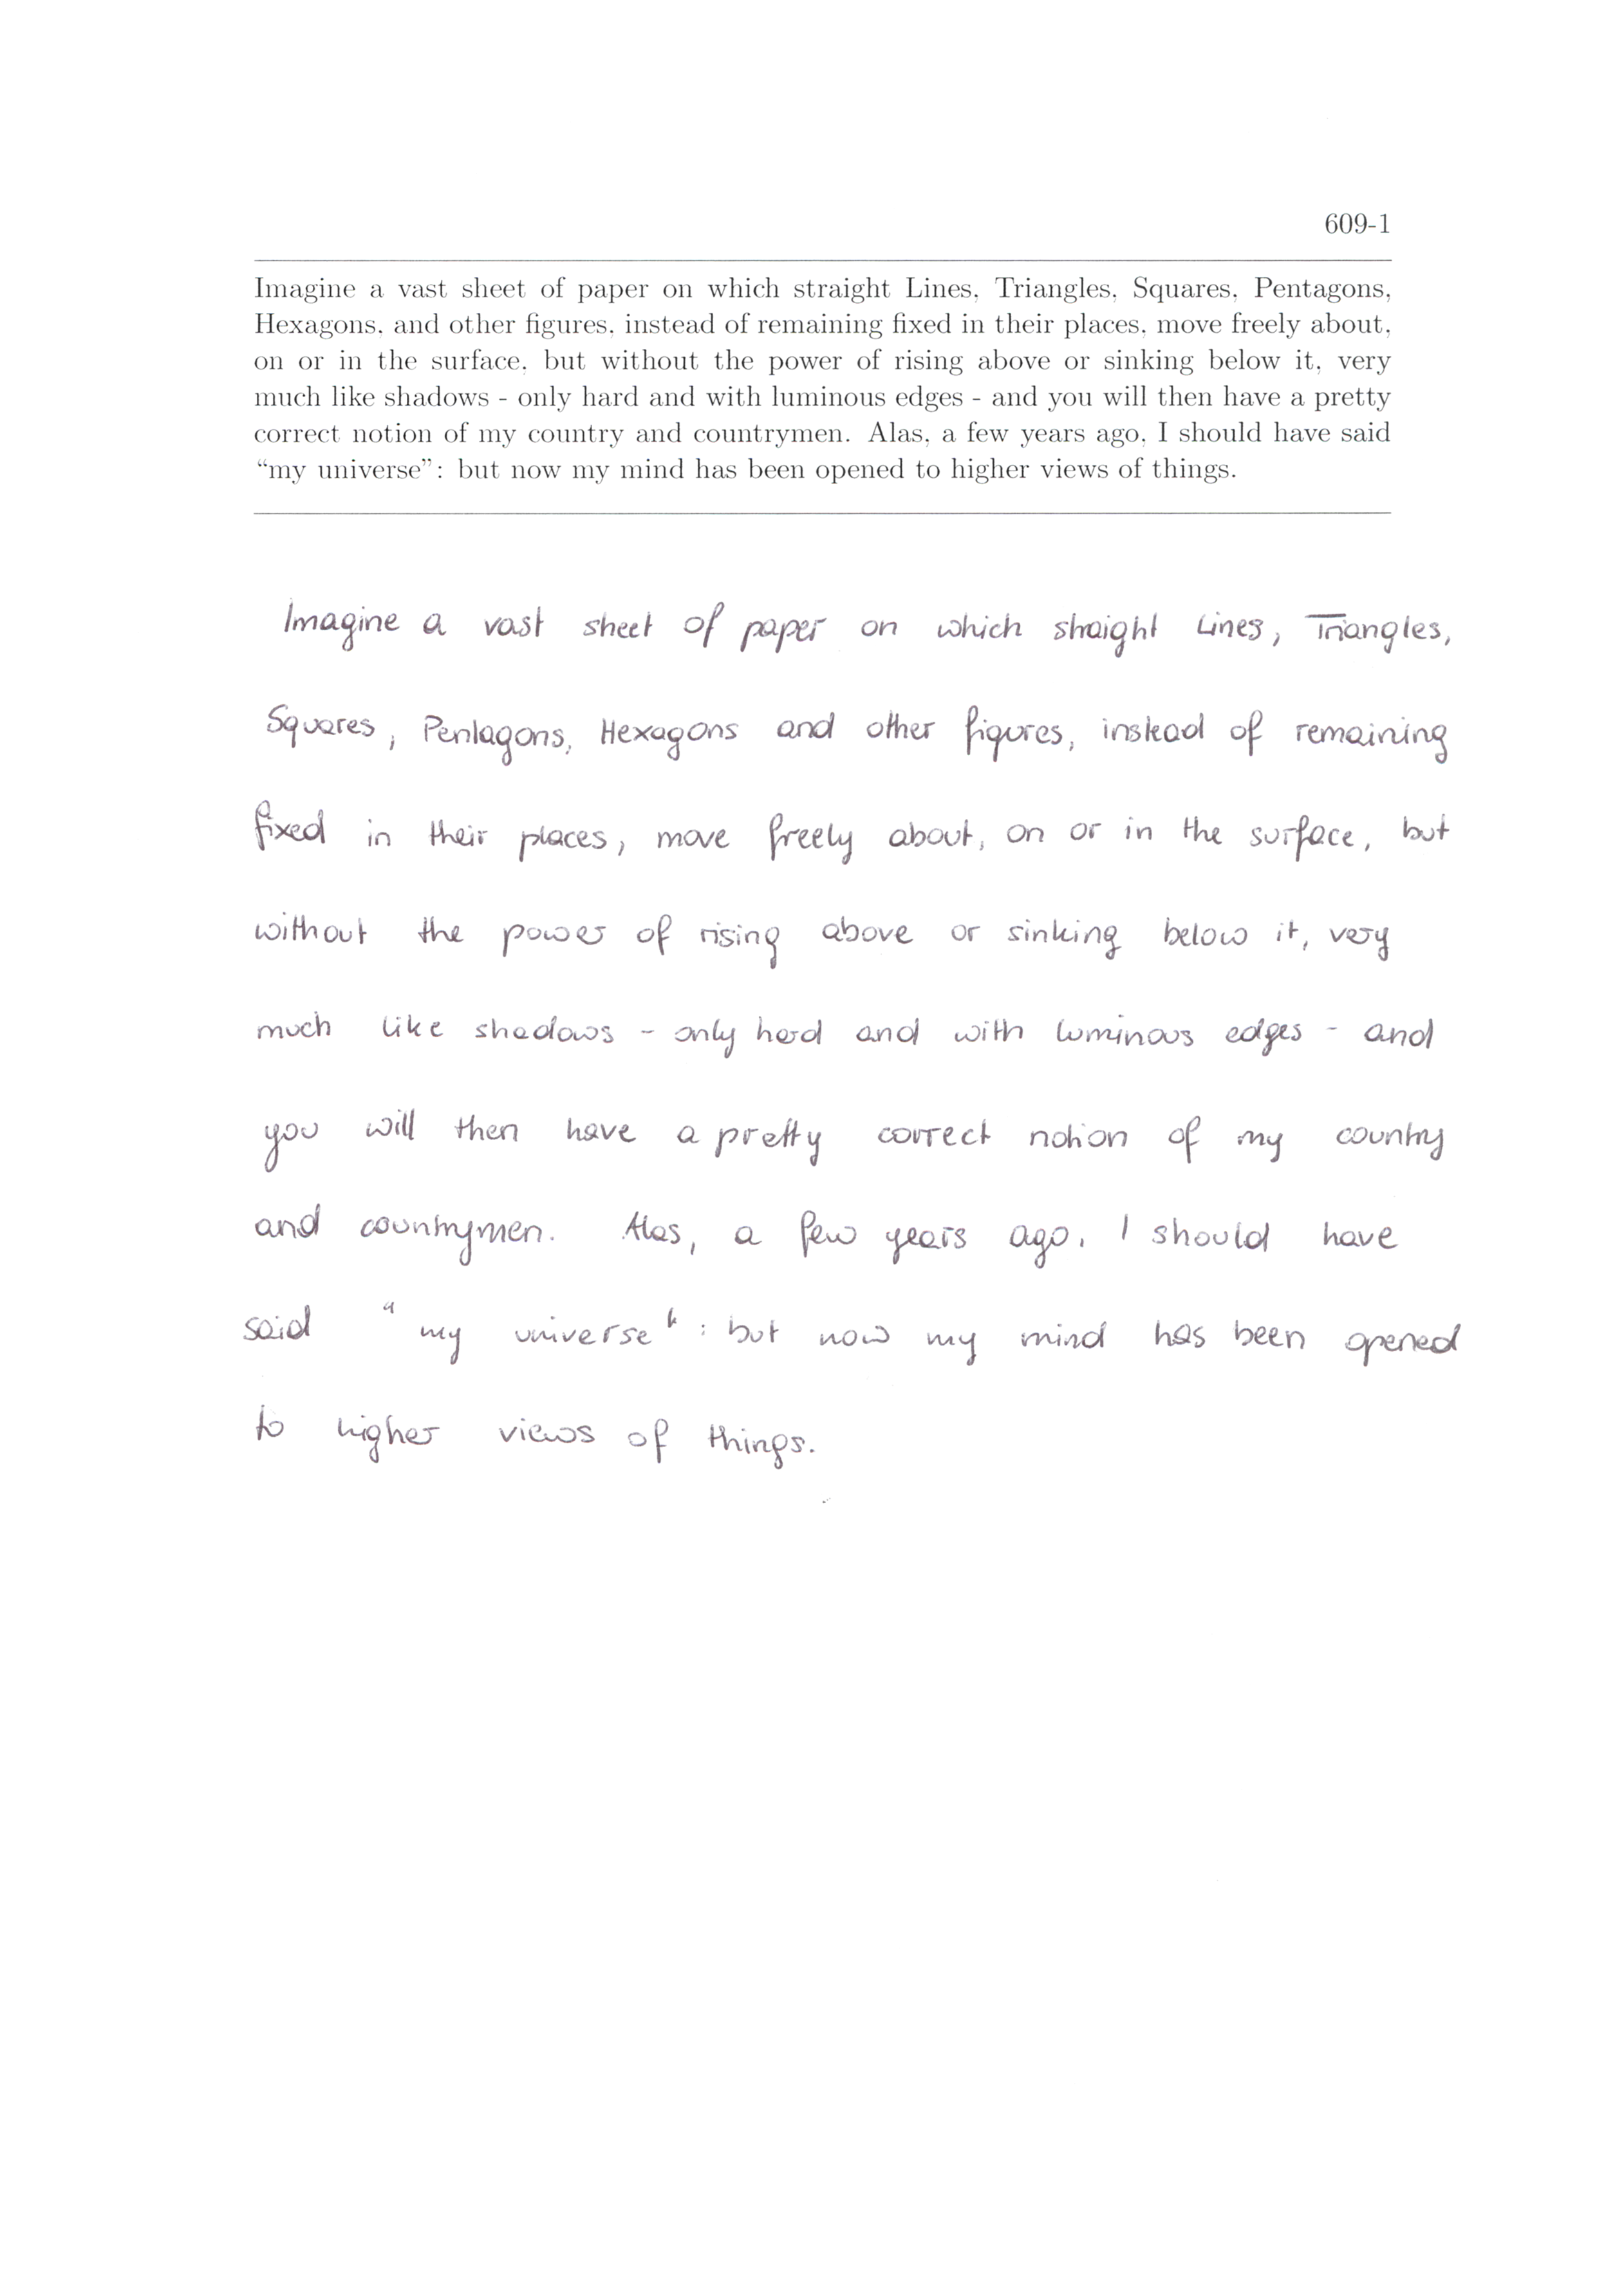 609-1
Imagine a vast sheet of paper on which straight Lines, Triangles, Squares, Pentagons,
Hexagons, and other figures, instead of remaining fixed in their places, move freely about,
on or in the surface, but without the power of rising above or sinking below it, very
much like shadows - only hard and with luminous edges - and you will then have a pretty
correct notion of my country and countrymen. Alas, a few years ago, I should have said
“my universe”: but now my mind has been opened to higher views of things.
Imagine a vast sheet of paper on which straight Lines, Triangles,
Squares, Pentagons, Hexagons and other figures, instead of remaining
fixed in their places, move freely about, on or in the surface, but
without the power of rising above or sinking below it, very
much like shadows - only hard and with luminous edges - and
you will then have a pretty correct notion of my country
and countrymen. Alas, a few years ago, I should have
said "my universe": but now my mind has been opened
to higher views of things.